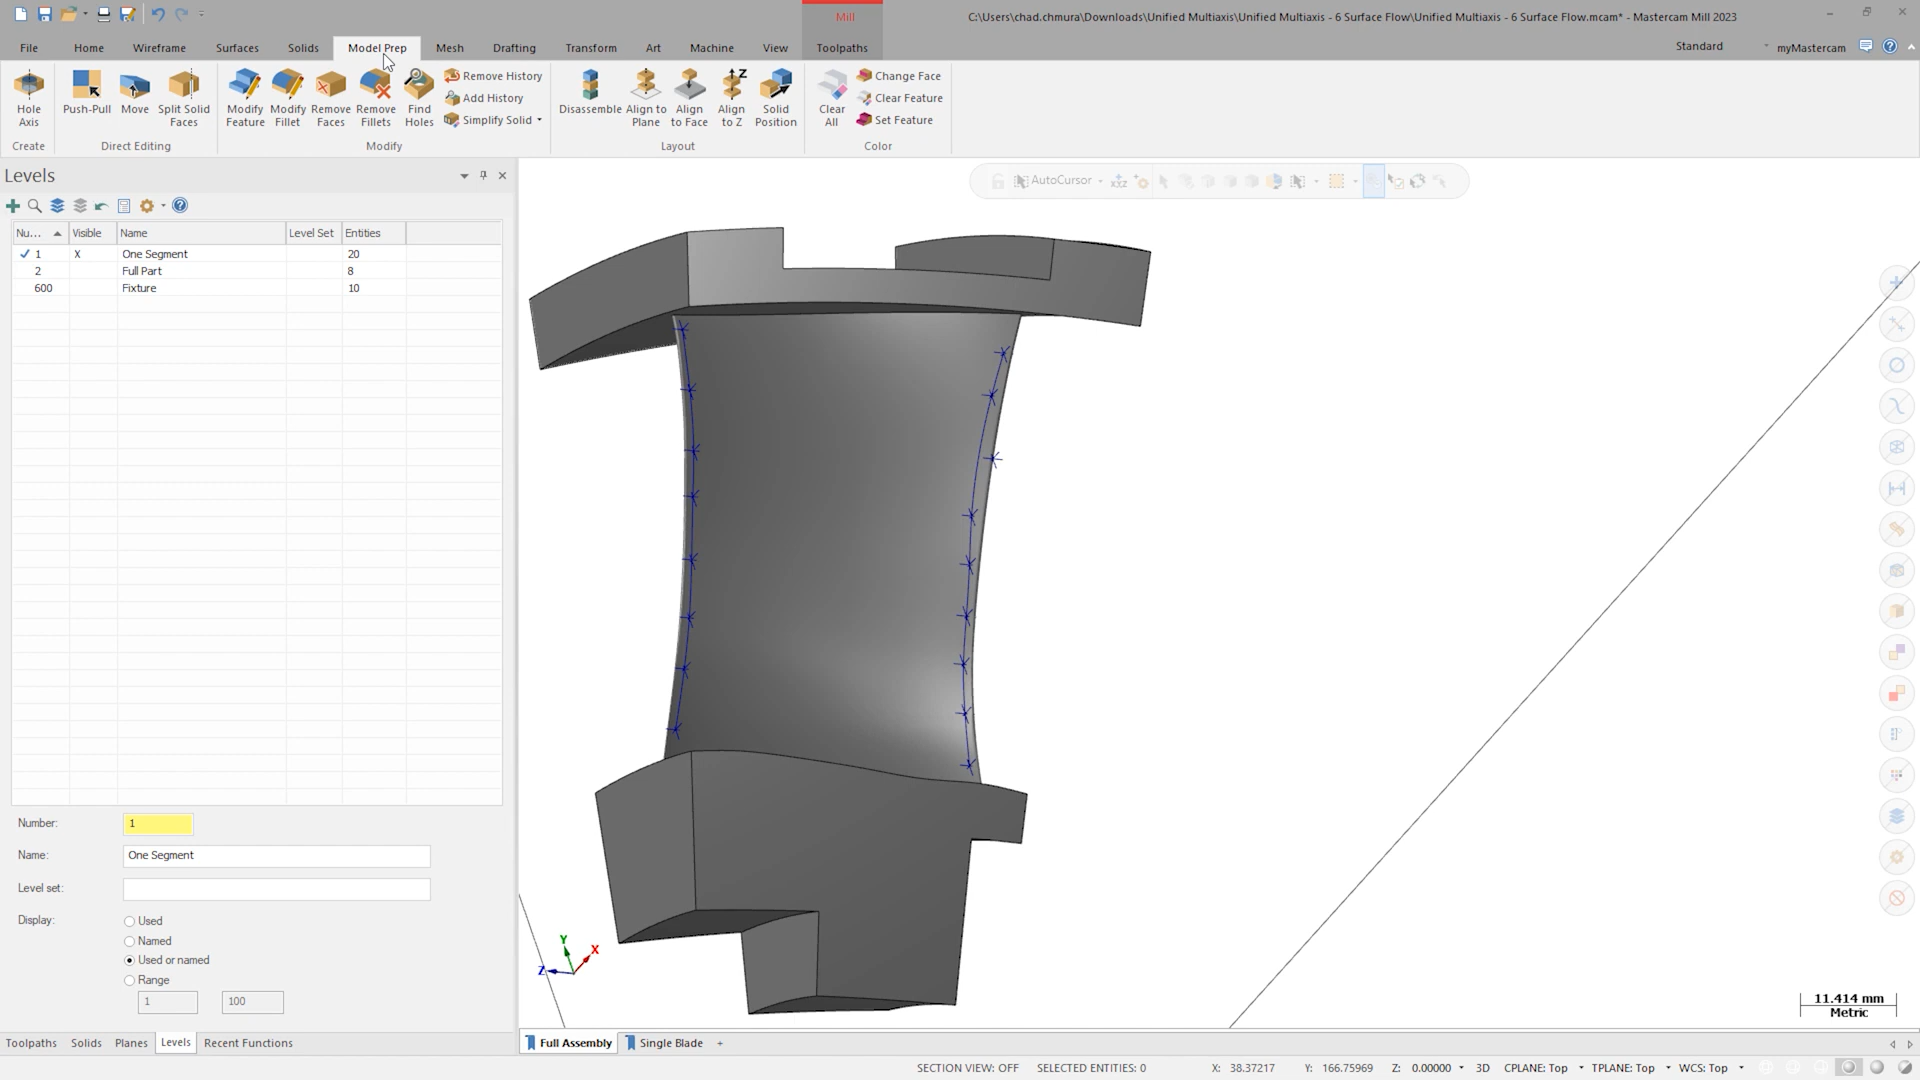 Mill
C:\Users\chad.chmura\Downloads\Unified Multiaxis\Unified Multiaxis - 6 Surface Flow\Unified Multiaxis - 6 Surface Flow.mcam* - Mastercam Mill 2023
File Home Wireframe Surfaces Solids Model Prep Mesh Drafting Transform Art Machine View Toolpaths
Standard myMastercam
Hole Axis
Push-Pull
Move
Split Solid Faces
Modify Feature
Modify Fillet
Remove Faces
Remove Fillets
Find Holes
Remove History
Add History
Simplify Solid
Disassemble
Align to Plane
Align to Face
Align to Z
Solid Position
Clear All
Change Face
Clear Feature
Set Feature
Create Direct Editing Modify Layout Color
Levels
AutoCursor
Nu... Visible Name Level Set Entities
1 X One Segment 20
2 Full Part 8
600 Fixture 10
Number: 1
Name: One Segment
Level set:
Display: Used
Named
Used or named
Range
1 100
Y
X
Z
11.414 mm
Metric
Toolpaths Solids Planes Levels Recent Functions
Full Assembly Single Blade +
SECTION VIEW: OFF SELECTED ENTITIES: 0 X: 38.37217 Y: 166.75969 Z: 0.00000 3D CPLANE: Top TPLANE: Top WCS: Top